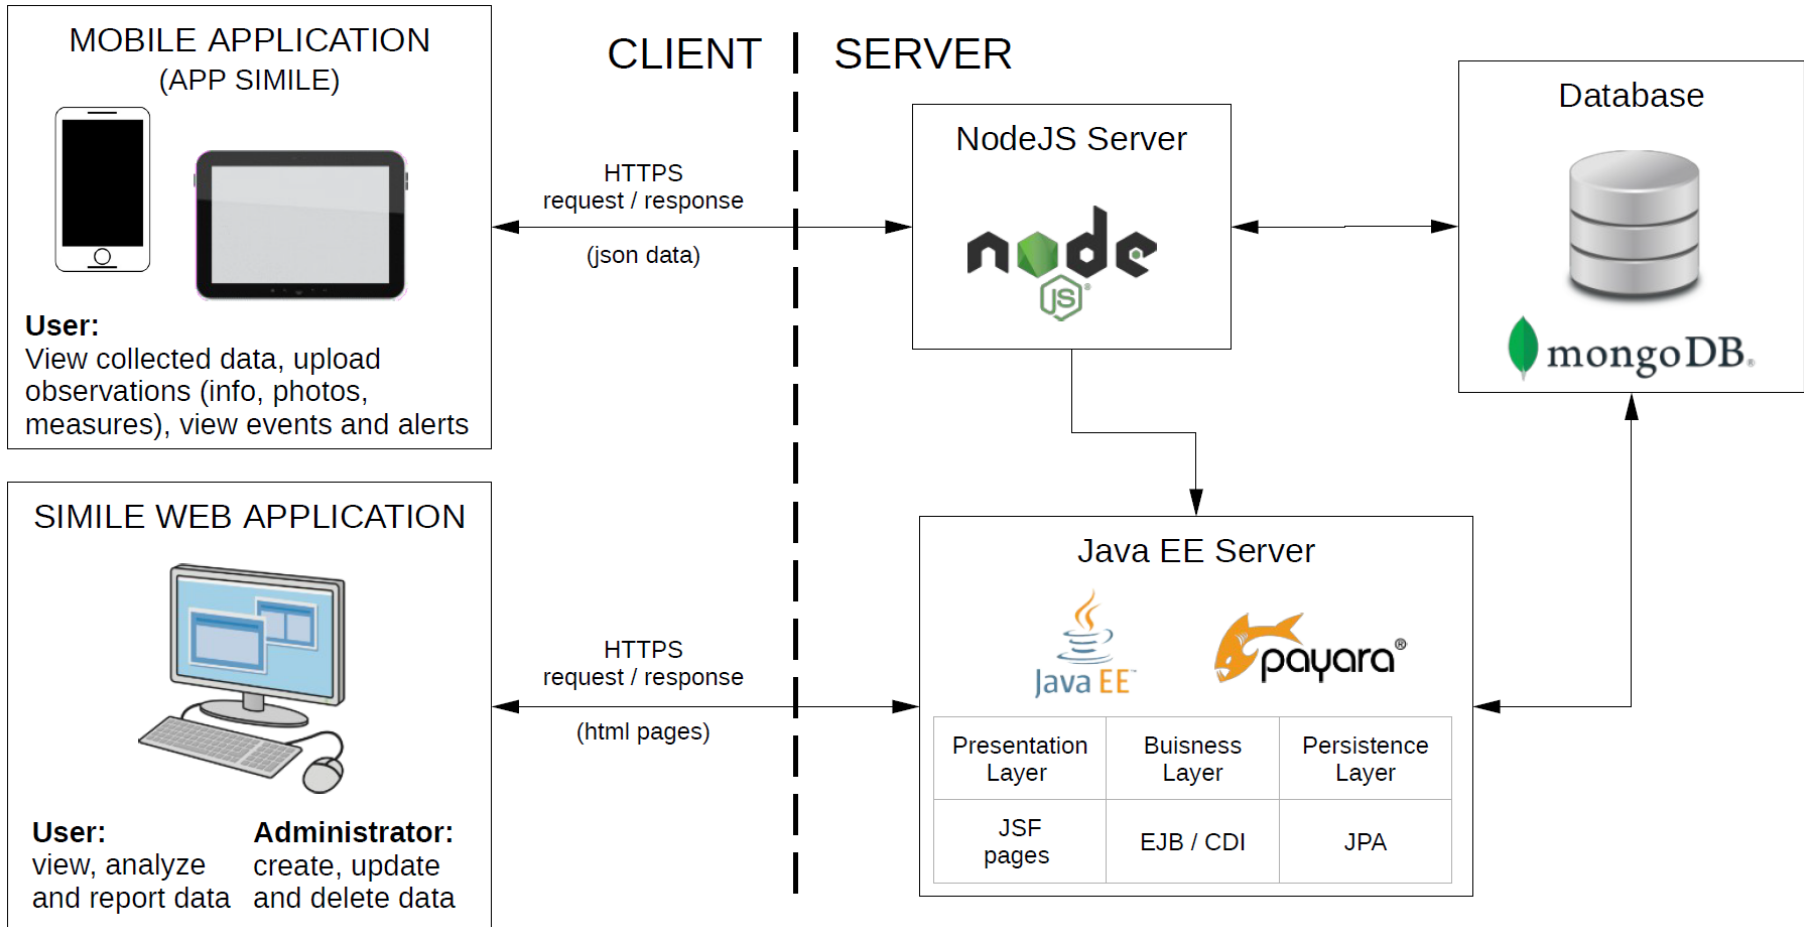 MOBILE APPLICATION
(APP SIMILE)
User:
View collected data, upload
observations (info, photos,
measures), view events and alerts
CLIENT
SERVER
HTTPS
request / response
(json data)
NodeJS Server
node
JS®
Database
mongoDB®
SIMILE WEB APPLICATION
User:
view, analyze
and report data
Administrator:
create, update
and delete data
HTTPS
request / response
(html pages)
Java EE Server
Java EE™
payara®
Presentation
Layer
Buisness
Layer
Persistence
Layer
JSF
pages
EJB / CDI
JPA